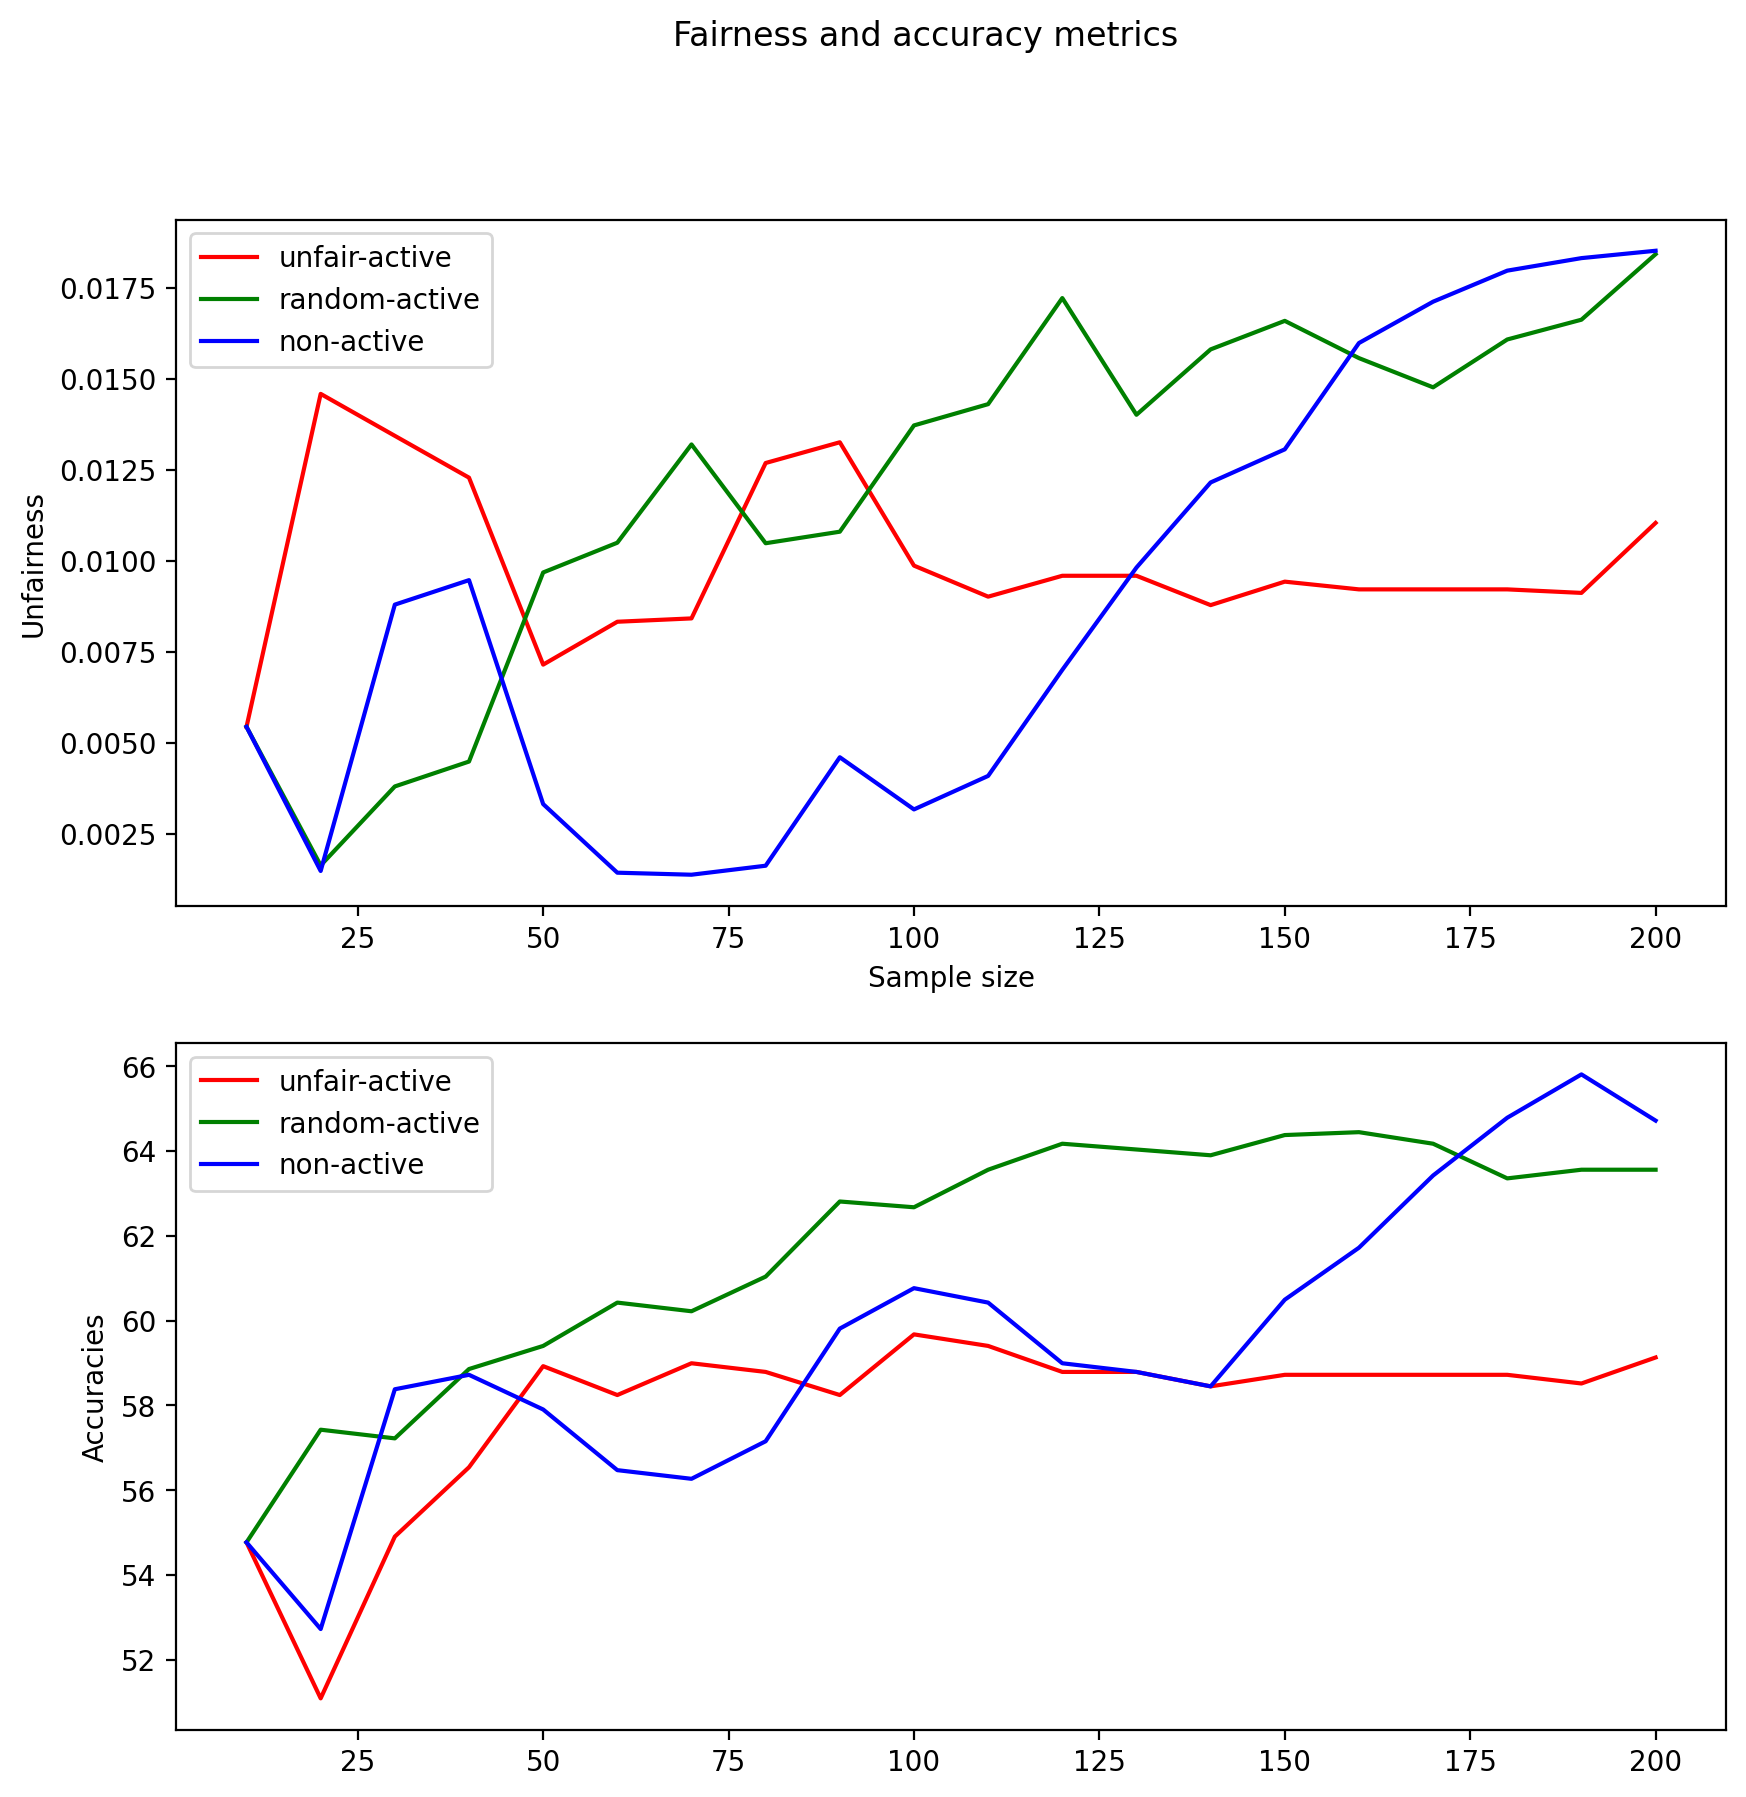 Fairness and accuracy metrics
unfair-active
random-active
non-active
0.0175
0.0150
0.0125
0.0100
0.0075
0.0050
0.0025
Unfairness
25 50 75 100 125 150 175 200
Sample size
unfair-active
random-active
non-active
66
64
62
60
58
56
54
52
Accuracies
25 50 75 100 125 150 175 200